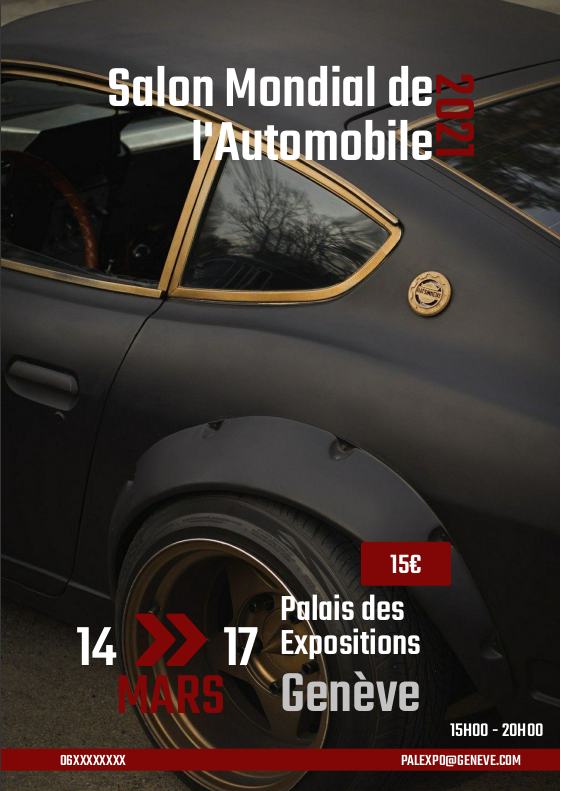 Salon Mondial de
l'Automobile
2021
15€
Palais des
Expositions
Genève
14 17
MARS
15H00 - 20H00
06XXXXXXXX
PALEXPO@GENEVE.COM